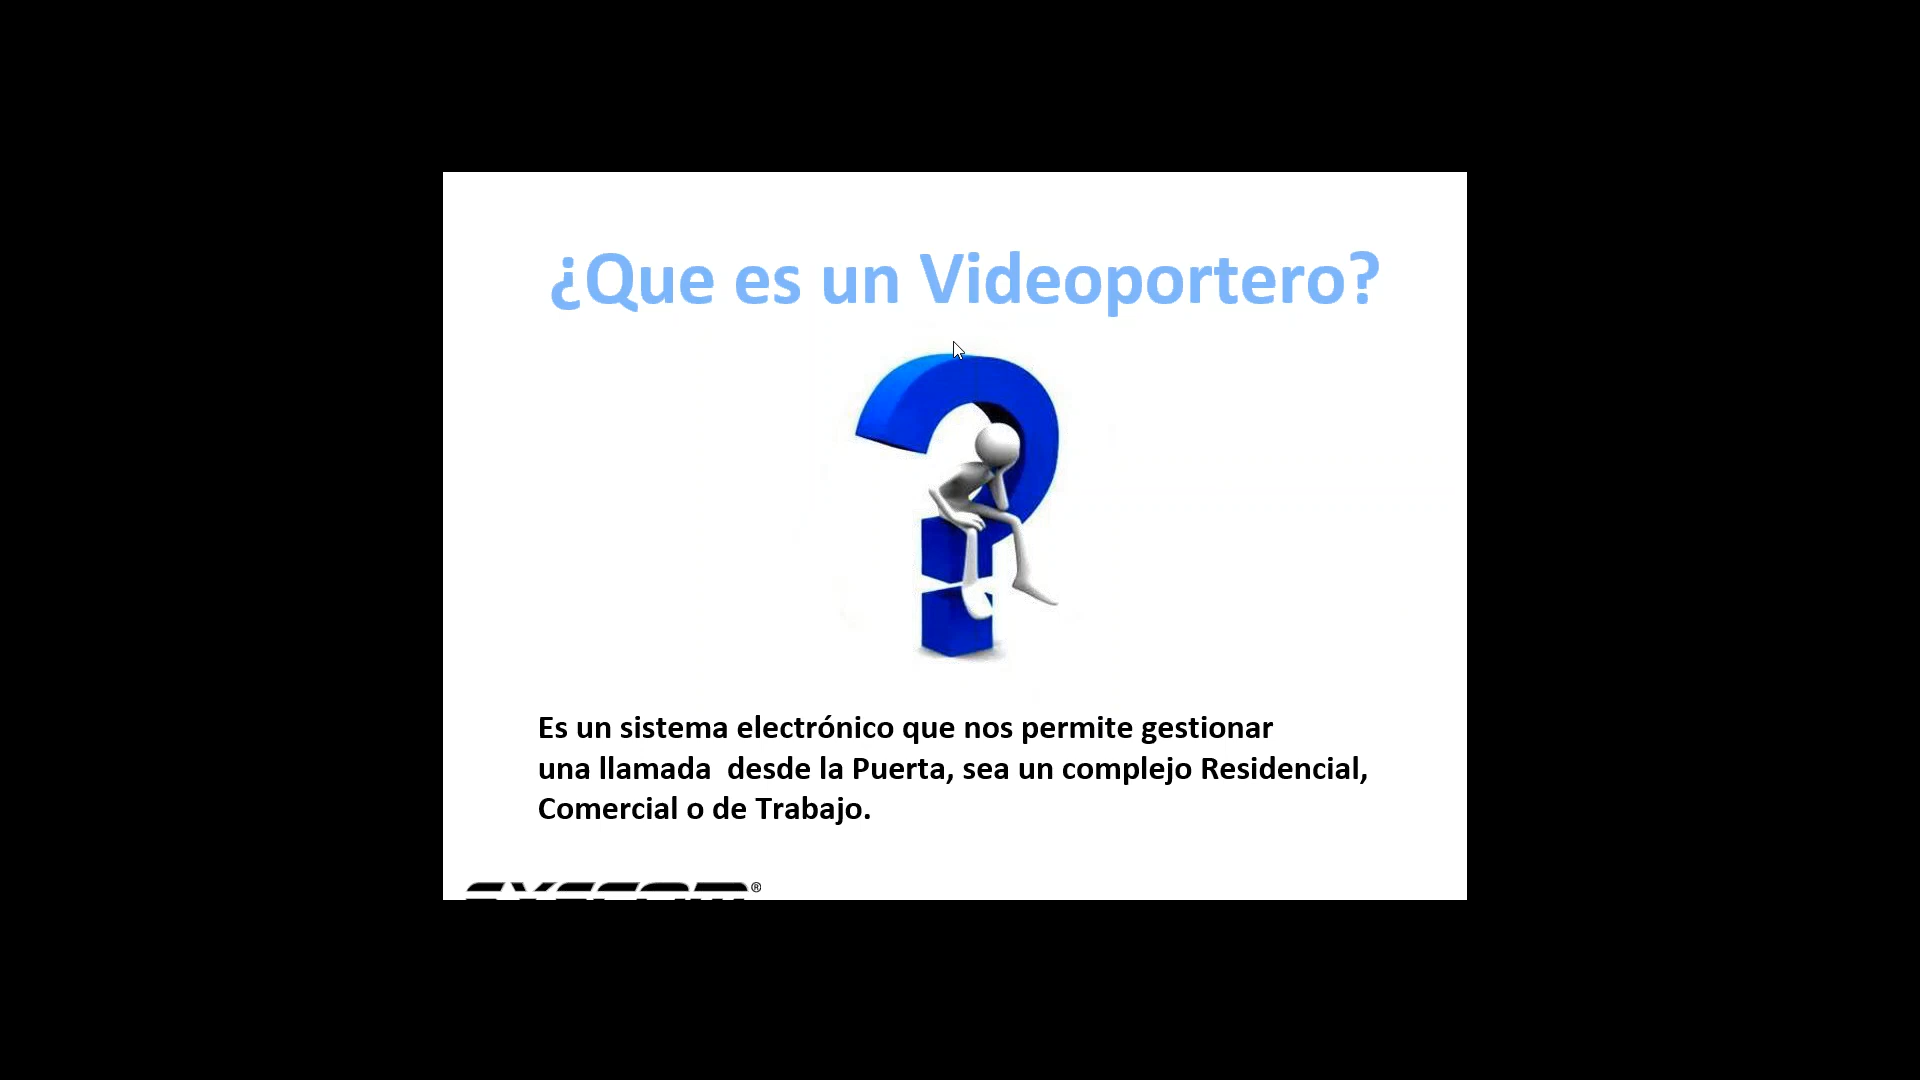 ¿Que es un Videoportero?
Es un sistema electrónico que nos permite gestionar
una llamada  desde la Puerta, sea un complejo Residencial,
Comercial o de Trabajo.
®